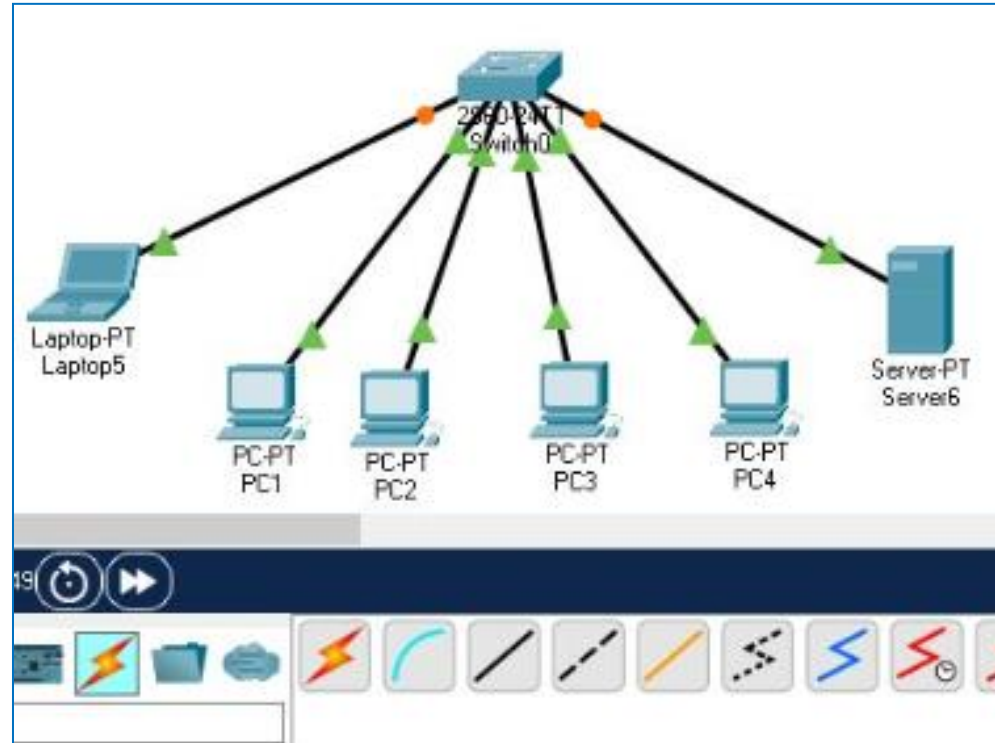 2960-24TT
Switch0
Laptop-PT
Laptop5
PC-PT
PC1
PC-PT
PC2
PC-PT
PC3
PC-PT
PC4
Server-PT
Server6
49